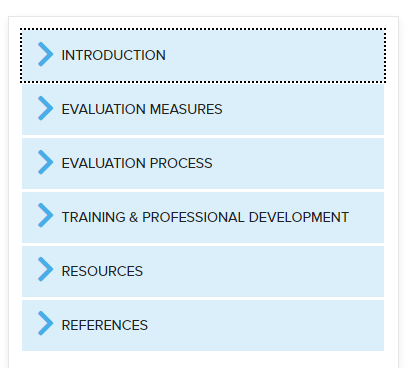 INTRODUCTION
EVALUATION MEASURES
EVALUATION PROCESS
TRAINING & PROFESSIONAL DEVELOPMENT
RESOURCES
REFERENCES